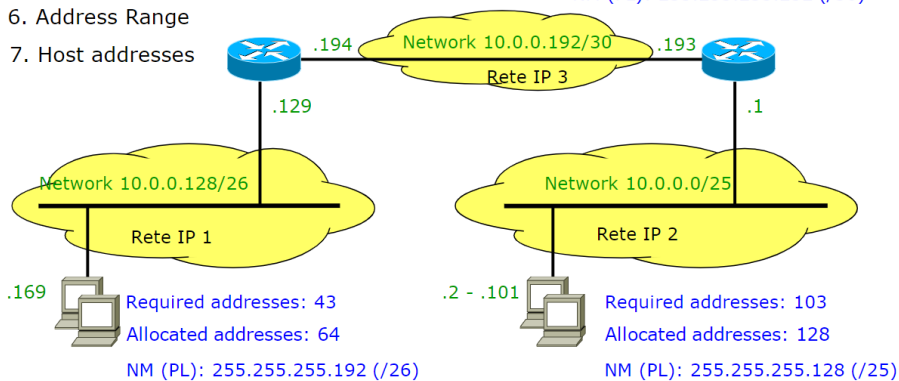 6. Address Range
7. Host addresses
.194
Network 10.0.0.192/30
.193
Rete IP 3
.129
.1
Network 10.0.0.128/26
Network 10.0.0.0/25
Rete IP 1
Rete IP 2
.169
Required addresses: 43
Allocated addresses: 64
NM (PL): 255.255.255.192 (/26)
.2 - .101
Required addresses: 103
Allocated addresses: 128
NM (PL): 255.255.255.128 (/25)